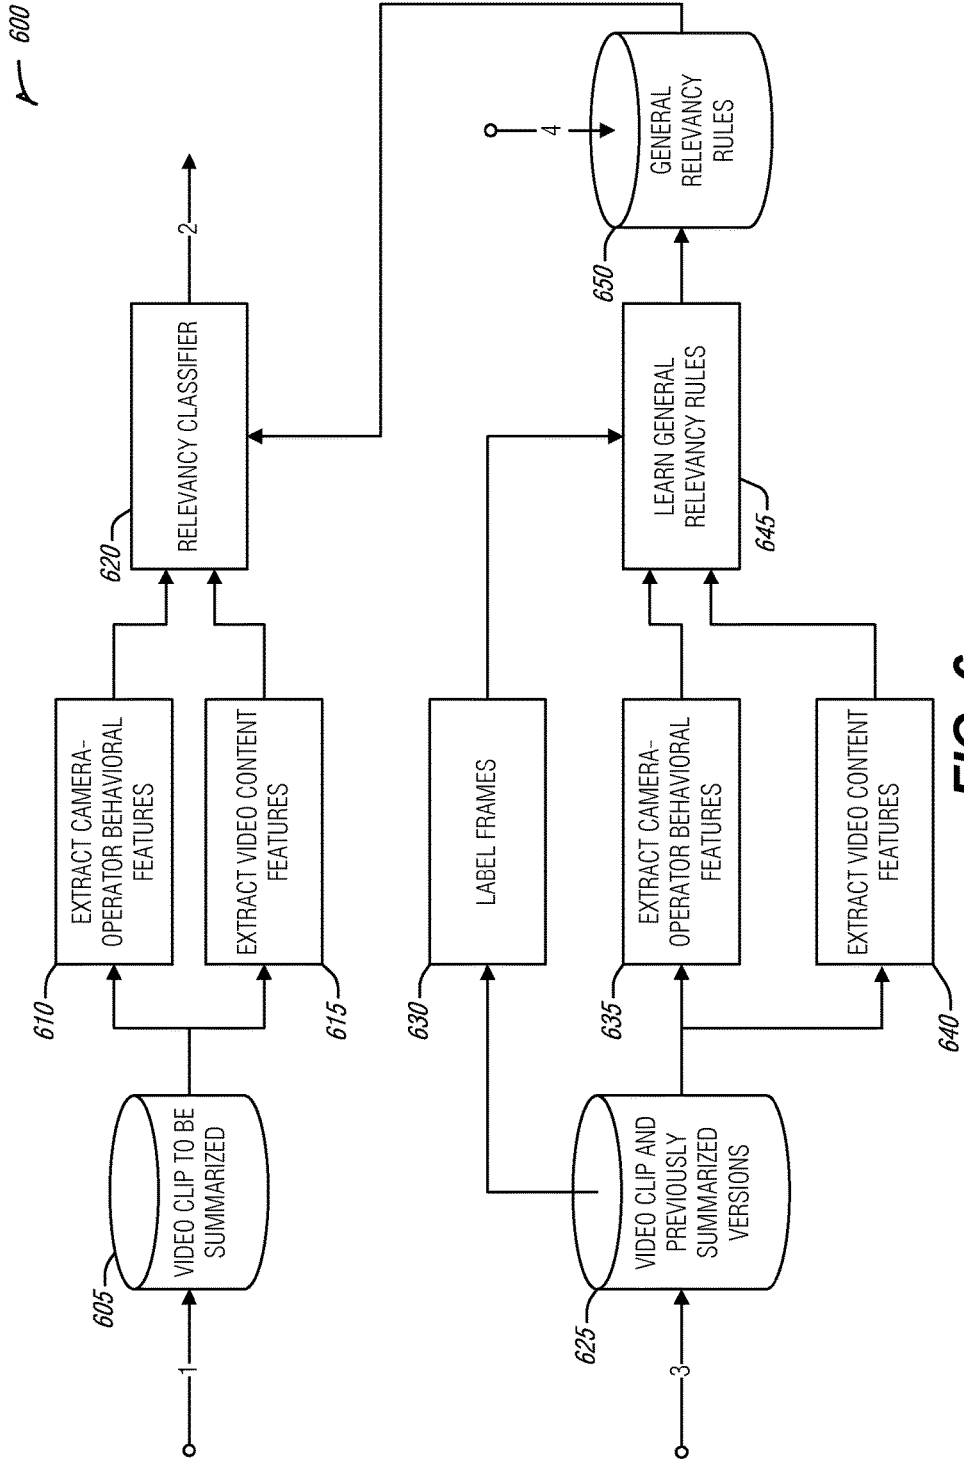 600
1
605
VIDEO CLIP TO BE
SUMMARIZED
610
EXTRACT CAMERA-
OPERATOR BEHAVIORAL
FEATURES
615
EXTRACT VIDEO CONTENT
FEATURES
620
RELEVANCY CLASSIFIER
2
3
625
VIDEO CLIP AND
PREVIOUSLY
SUMMARIZED
VERSIONS
630
LABEL FRAMES
635
EXTRACT CAMERA-
OPERATOR BEHAVIORAL
FEATURES
640
EXTRACT VIDEO CONTENT
FEATURES
645
LEARN GENERAL
RELEVANCY RULES
4
650
GENERAL
RELEVANCY
RULES